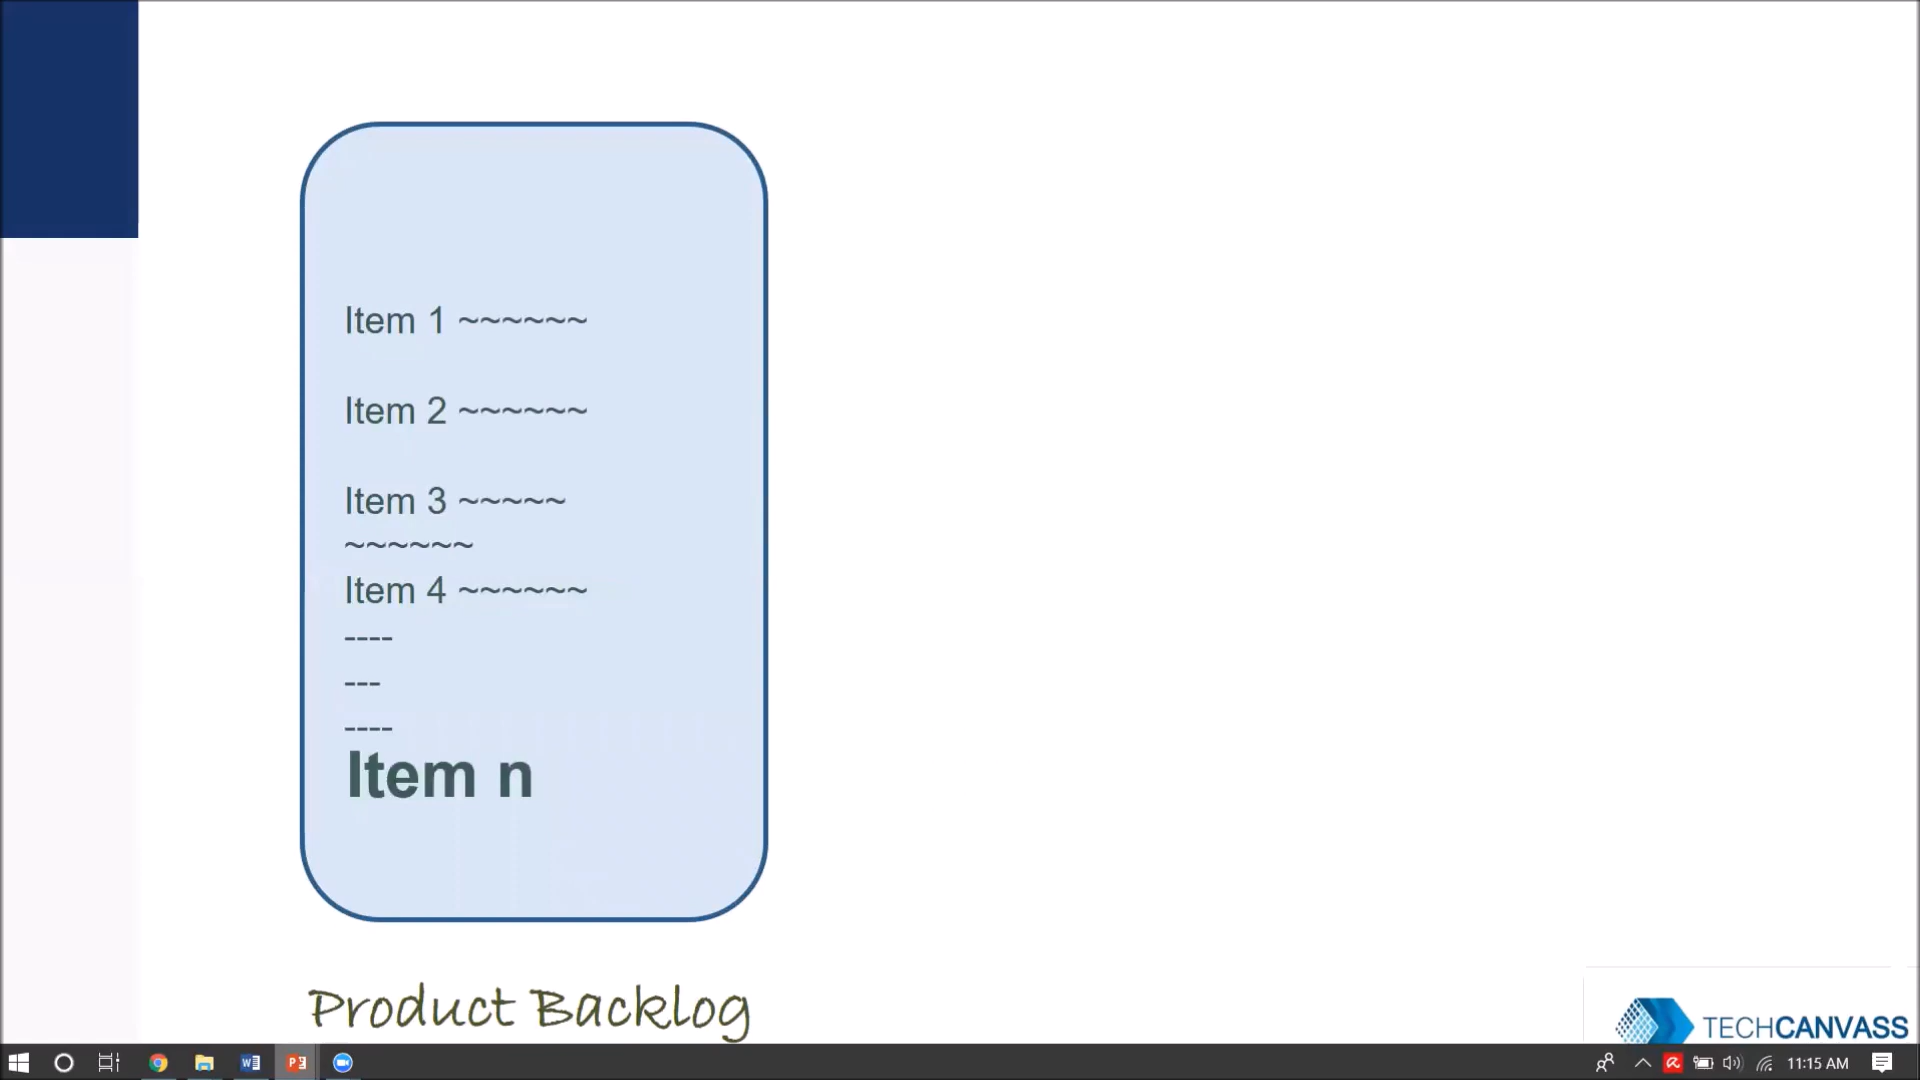 Item 1 ~~~~~~
Item 2 ~~~~~~
Item 3 ~~~~~
~~~~~~
Item 4 ~~~~~~
----
---
----
Item n
Product Backlog
TECHCANVASS
11:15 AM